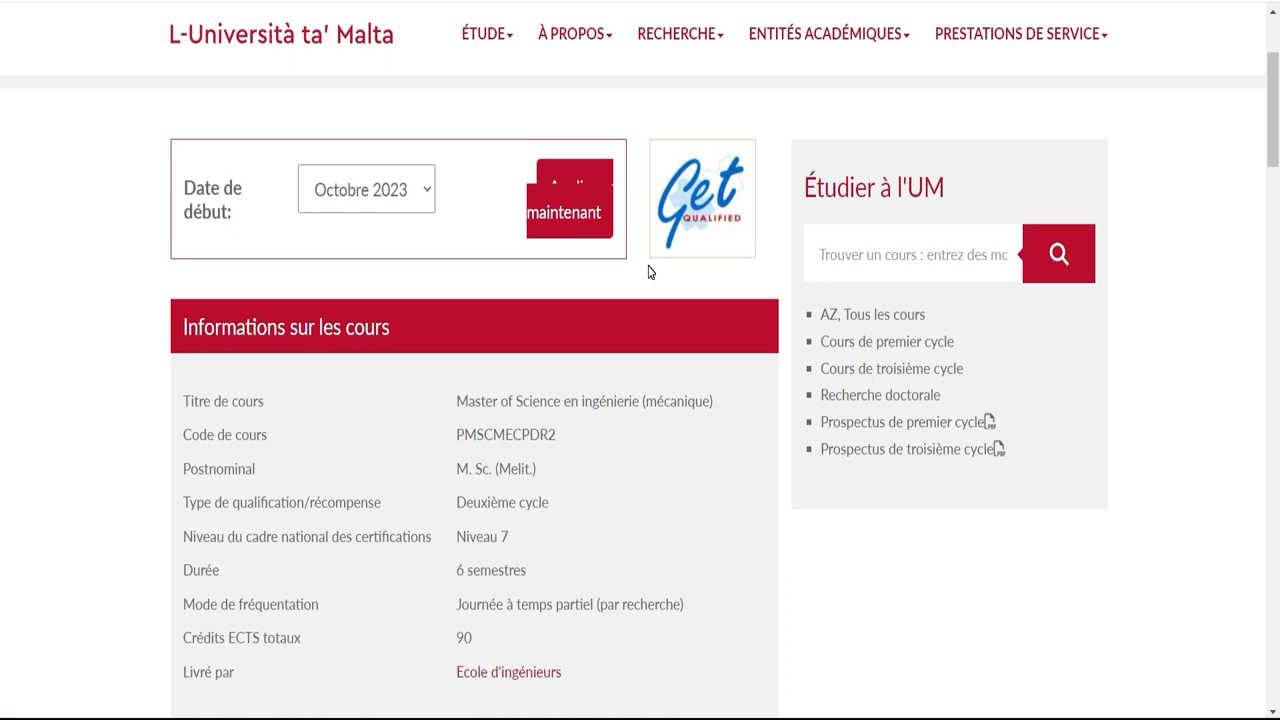 L-Università ta' Malta
ÉTUDE
À PROPOS
RECHERCHE
ENTITÉS ACADÉMIQUES
PRESTATIONS DE SERVICE
Date de
début:
Octobre 2023
maintenant
Get
QUALIFIED
Étudier à l'UM
Trouver un cours : entrez des mc
AZ, Tous les cours
Cours de premier cycle
Cours de troisième cycle
Recherche doctorale
Prospectus de premier cycle
Prospectus de troisième cycle
Informations sur les cours
Titre de cours Master of Science en ingénierie (mécanique)
Code de cours PMSCMECPDR2
Postnominal M. Sc. (Melit.)
Type de qualification/récompense Deuxième cycle
Niveau du cadre national des certifications Niveau 7
Durée 6 semestres
Mode de fréquentation Journée à temps partiel (par recherche)
Crédits ECTS totaux 90
Livré par Ecole d'ingénieurs